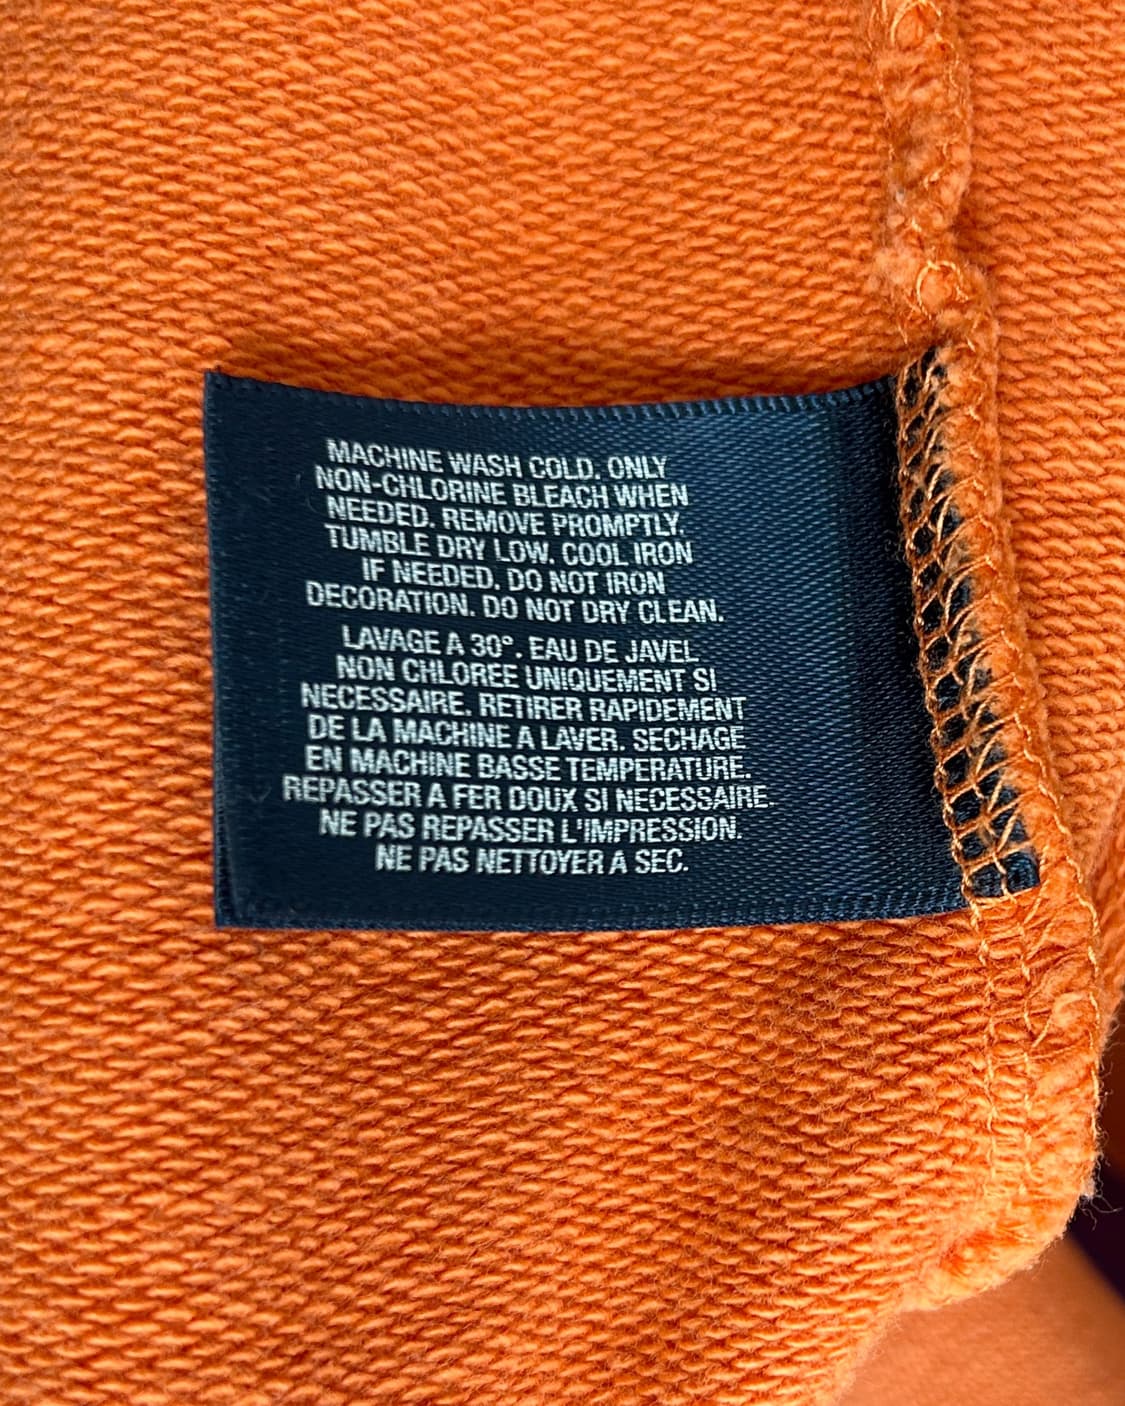 MACHINE WASH COLD. ONLY
NON-CHLORINE BLEACH WHEN
NEEDED. REMOVE PROMPTLY.
TUMBLE DRY LOW. COOL IRON
IF NEEDED. DO NOT IRON
DECORATION. DO NOT DRY CLEAN.
LAVAGE A 30°. EAU DE JAVEL
NON CHLOREE UNIQUEMENT SI
NECESSAIRE. RETIRER RAPIDEMENT
DE LA MACHINE A LAVER. SECHAGE
EN MACHINE BASSE TEMPERATURE.
REPASSER A FER DOUX SI NECESSAIRE.
NE PAS REPASSER L'IMPRESSION.
NE PAS NETTOYER A SEC.